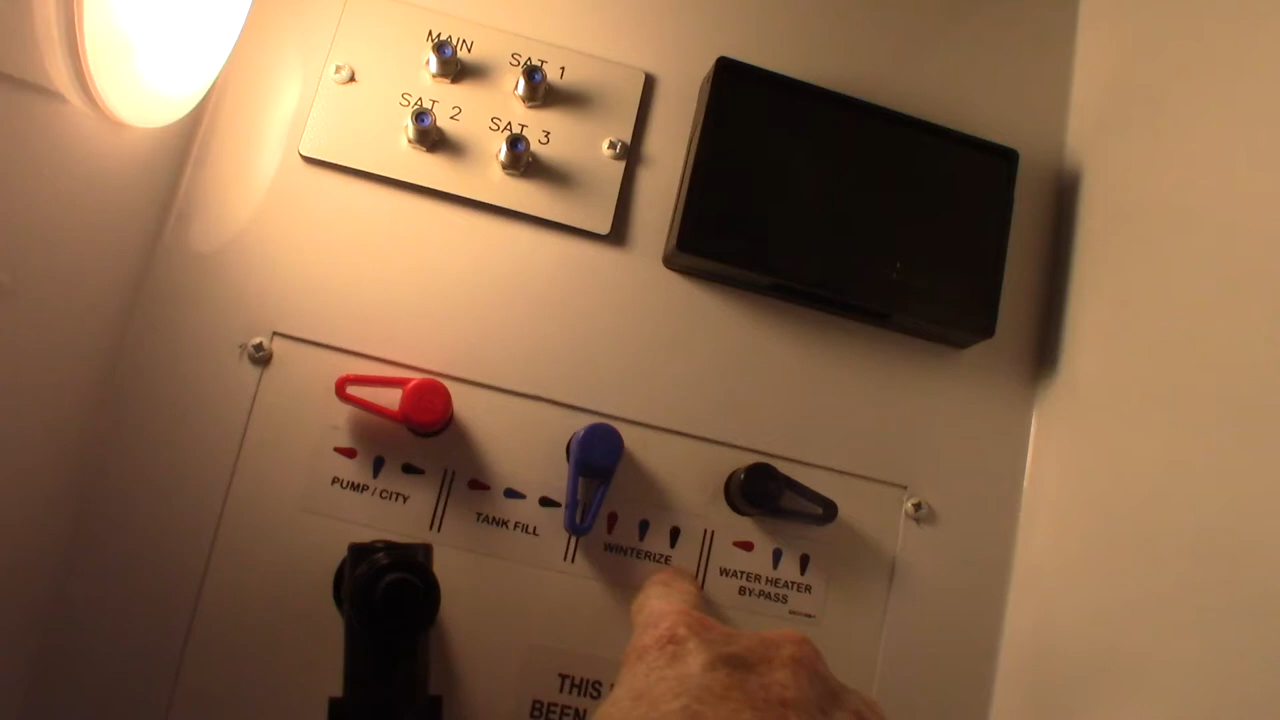 MAIN
SAT 1
SAT 2
SAT 3
PUMP / CITY
TANK FILL
WINTERIZE
WATER HEATER
BY-PASS
THIS
BEEN